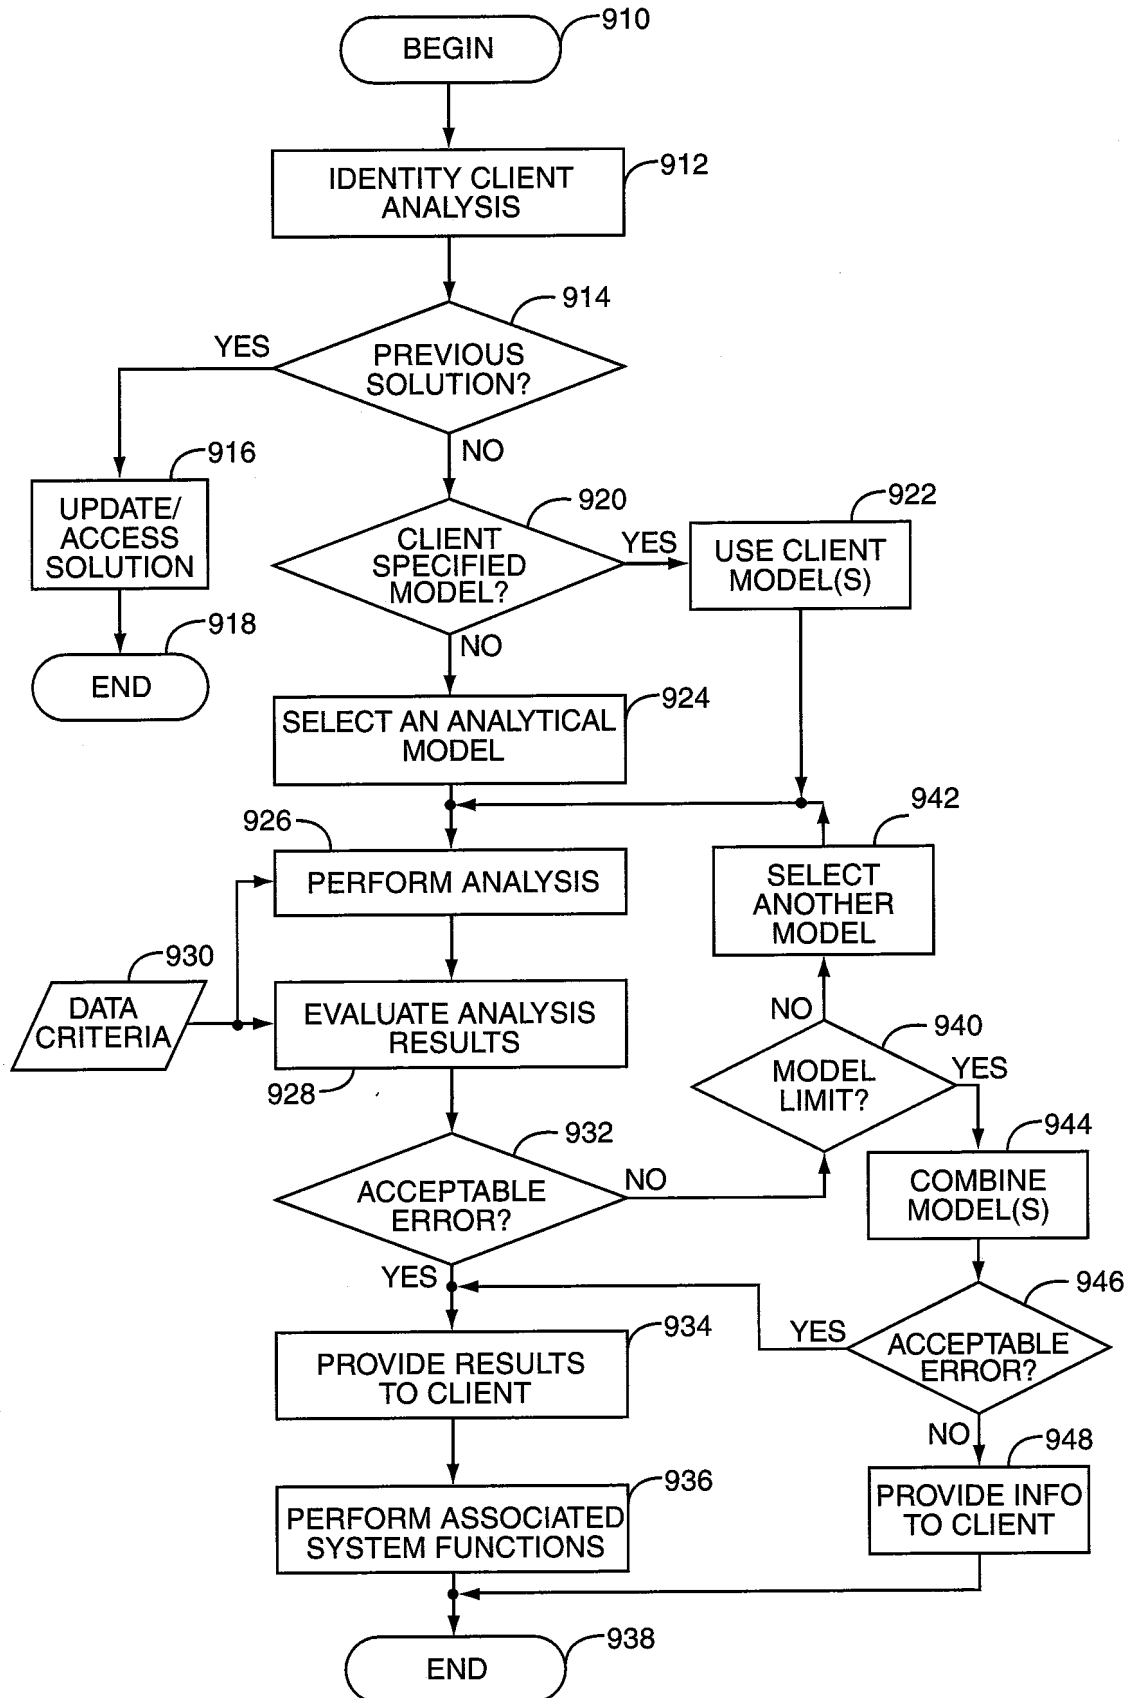 910
BEGIN
912
IDENTITY CLIENT
ANALYSIS
914
YES
PREVIOUS
SOLUTION?
NO
916
UPDATE/
ACCESS
SOLUTION
918
END
920
CLIENT
SPECIFIED
MODEL?
YES
NO
922
USE CLIENT
MODEL(S)
924
SELECT AN ANALYTICAL
MODEL
926
PERFORM ANALYSIS
942
SELECT
ANOTHER
MODEL
930
DATA
CRITERIA
EVALUATE ANALYSIS
RESULTS
928
NO
940
MODEL
LIMIT?
YES
932
ACCEPTABLE
ERROR?
NO
YES
944
COMBINE
MODEL(S)
946
ACCEPTABLE
ERROR?
YES
NO
934
PROVIDE RESULTS
TO CLIENT
948
PROVIDE INFO
TO CLIENT
936
PERFORM ASSOCIATED
SYSTEM FUNCTIONS
938
END